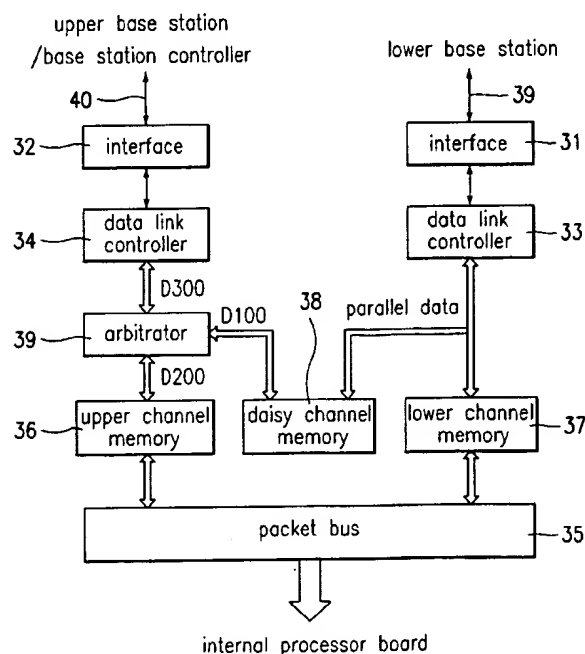 upper base station
/base station controller
lower base station
40
39
32
interface
interface
31
34
data link
controller
data link
controller
33
D300
38
parallel data
D100
39
arbitrator
D200
36
upper channel
memory
daisy channel
memory
lower channel
memory
37
packet bus
35
internal processor
board